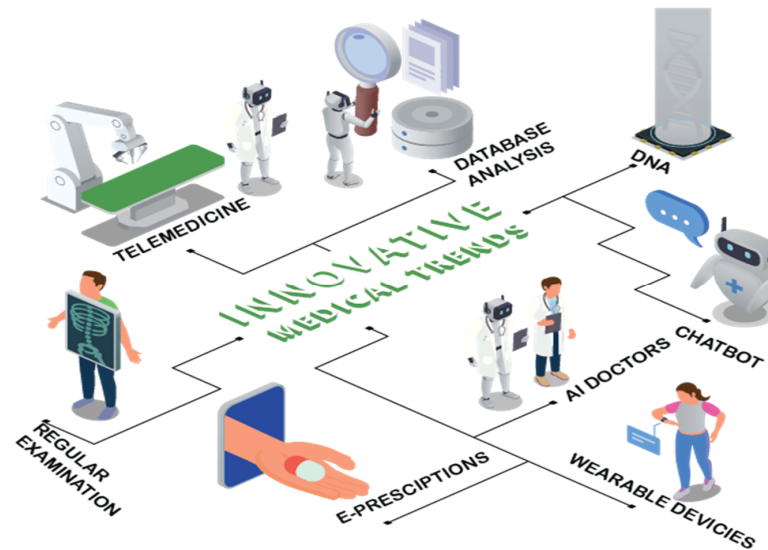 DATABASE
ANALYSIS
DNA
TELEMEDICINE
INNOVATIVE
MEDICAL TRENDS
CHATBOT
AI DOCTORS
REGULAR
EXAMINATION
E-PRESCIPTIONS
WEARABLE DEVICIES